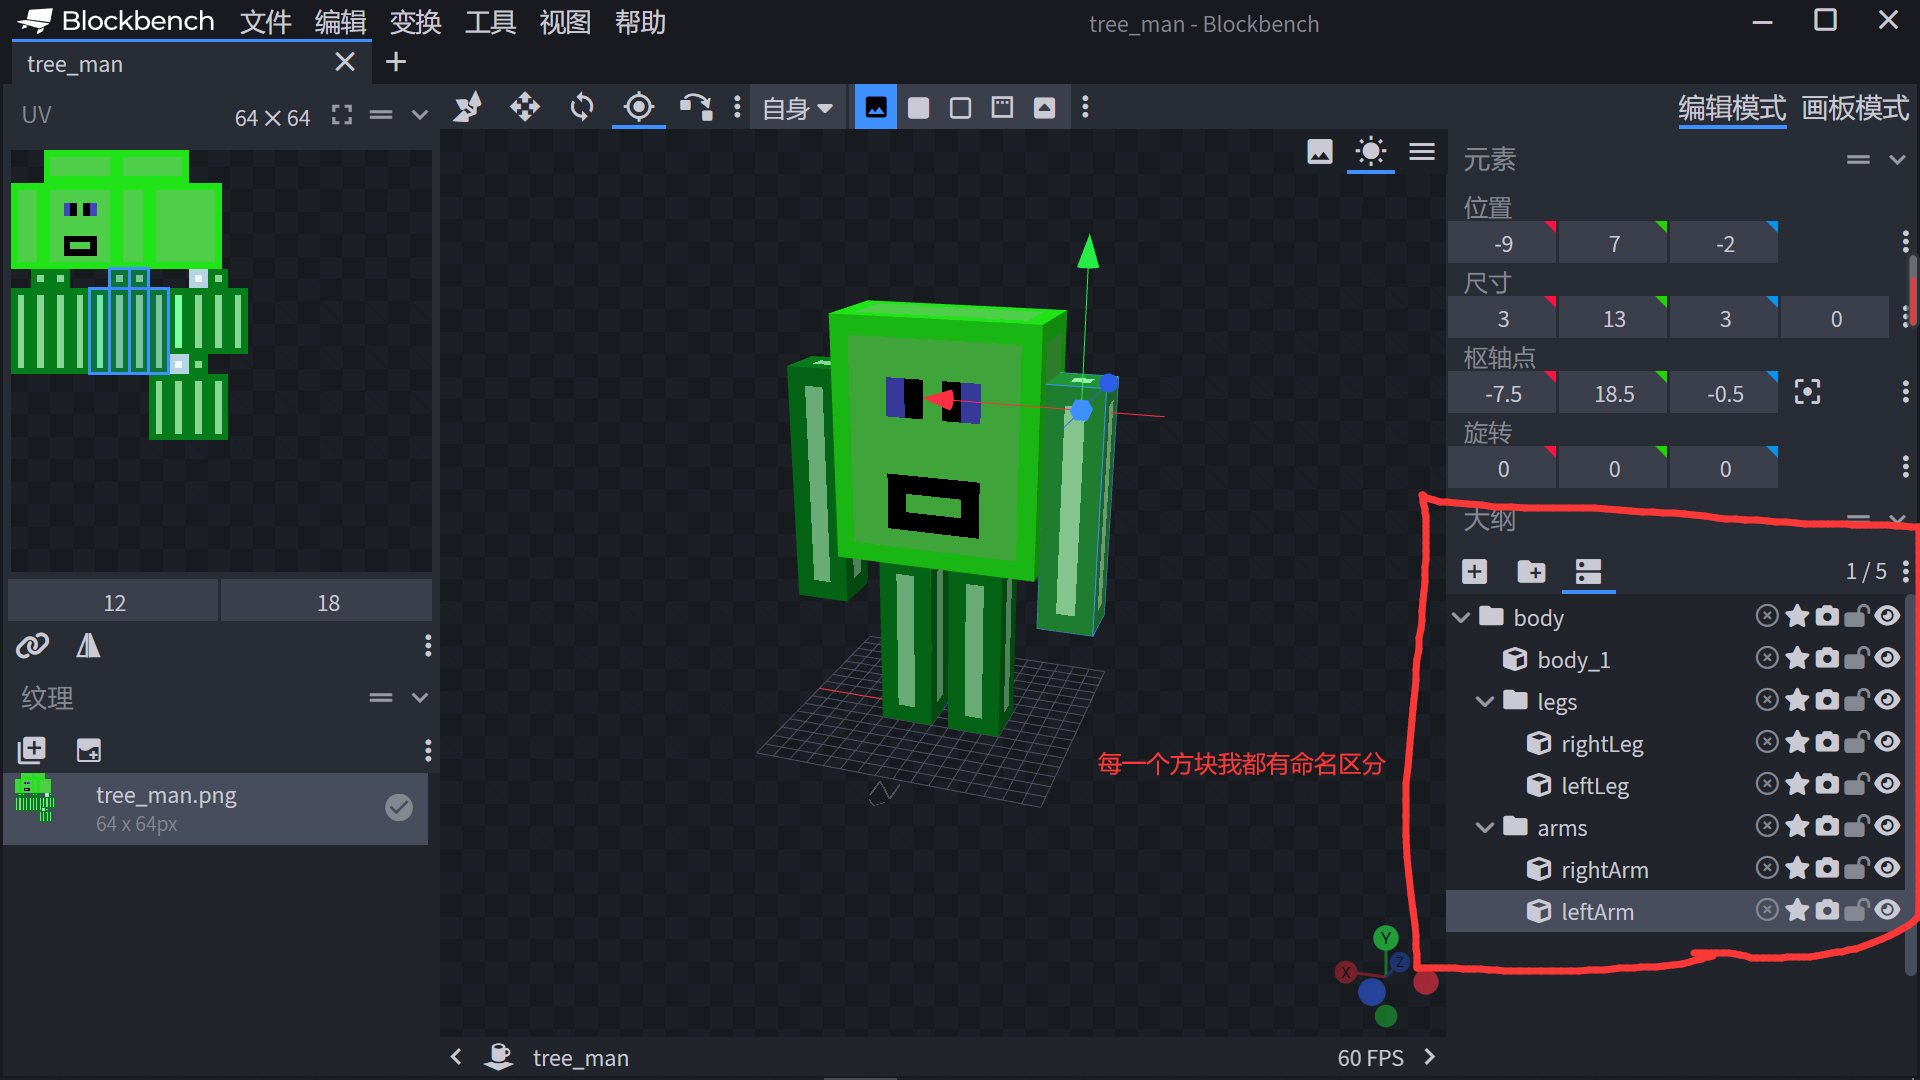 Blockbench 文件 编辑 变换 工具 视图 帮助
tree_man - Blockbench
tree_man
UV
64 × 64
自身
编辑模式 画板模式
元素
位置
-9 7 -2
尺寸
3 13 3 0
枢轴点
-7.5 18.5 -0.5
旋转
0 0 0
大纲
1 / 5
body
body_1
legs
rightLeg
leftLeg
arms
rightArm
leftArm
12 18
纹理
tree_man.png
64 x 64px
每一个方块我都有命名区分
Y
Z
X
tree_man
60 FPS